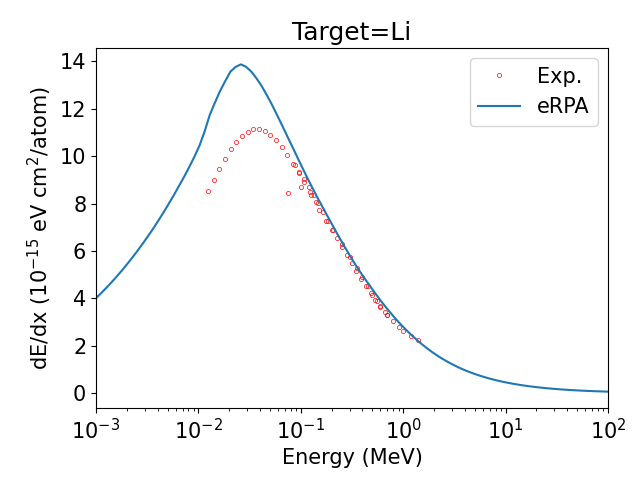 Target=Li
dE/dx (10⁻¹⁵ eV cm²/atom)
14
12
10
8
6
4
2
0
Exp.
eRPA
10⁻³ 10⁻² 10⁻¹ 10⁰ 10¹ 10²
Energy (MeV)